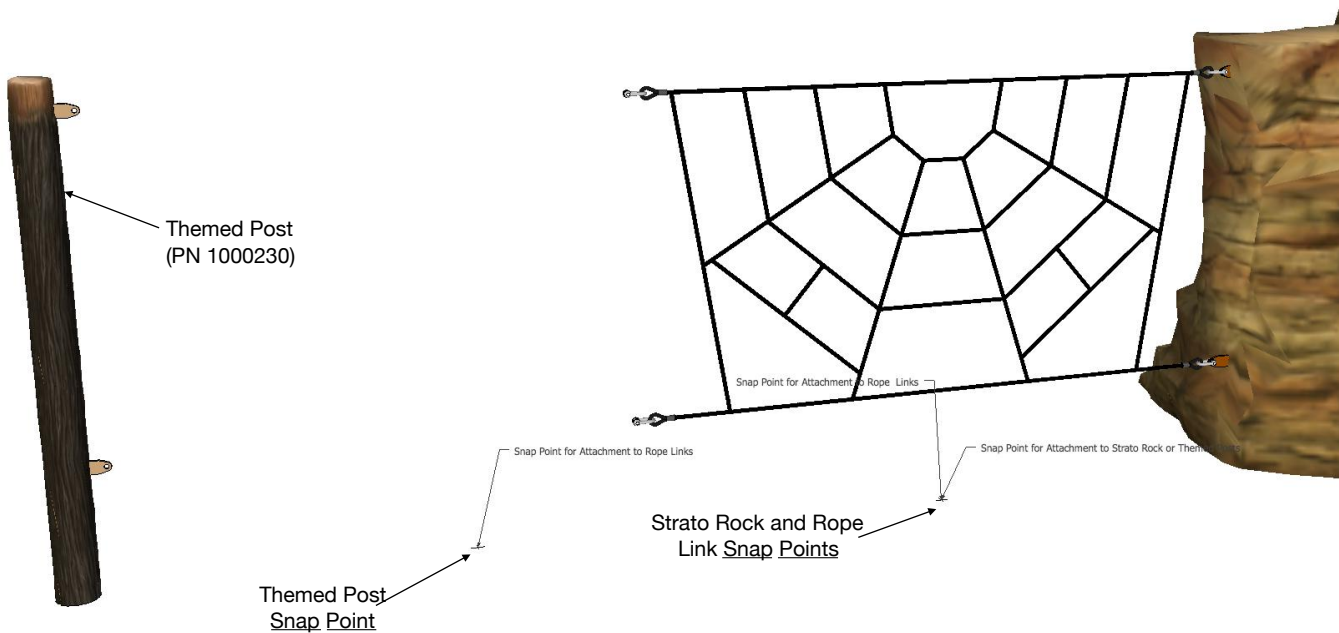 Themed Post
(PN 1000230)
Snap Point for Attachment to Rope Links
Snap Point for Attachment to Rope Links
Snap Point for Attachment to Strato Rock or Themed
Strato Rock and Rope
Link Snap Points
Themed Post
Snap Point